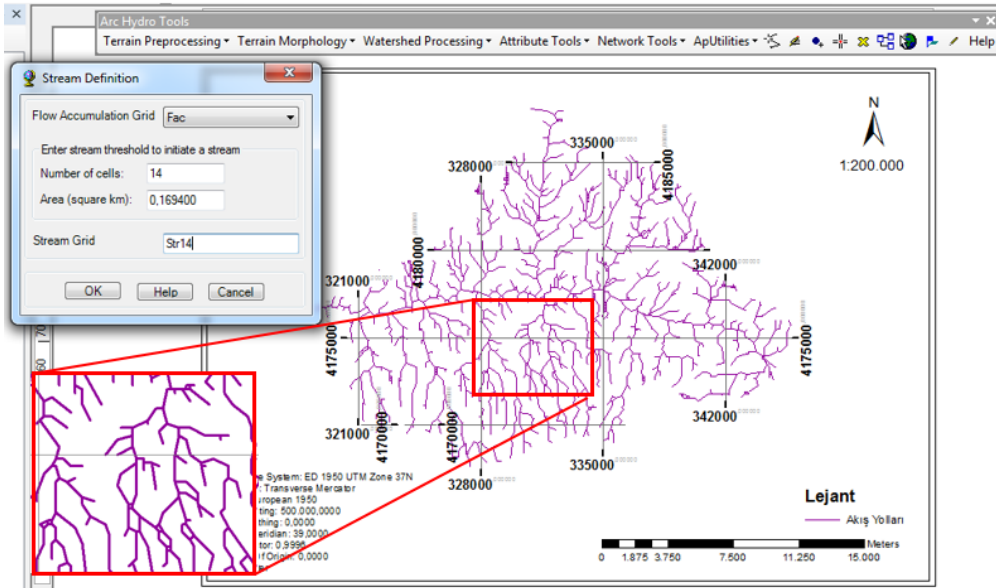 Arc Hydro Tools
Terrain Preprocessing Terrain Morphology Watershed Processing Attribute Tools Network Tools ApUtilities Help
Stream Definition
Flow Accumulation Grid Fac
Enter stream threshold to initiate a stream
Number of cells: 14
Area (square km): 0,169400
Stream Grid Str14
OK Help Cancel
N
1:200.000
335000
328000
4185000
4180000
342000
321000
4175000
4175000
342000
321000
4170000
4170000
335000
328000
e System: ED 1950 UTM Zone 37N
: Transverse Mercator
uropean 1950
ting: 500.000,0000
thing: 0,0000
eridian: 39,0000
tor: 0,9996
f Origin: 0,0000
Lejant
Akış Yolları
Meters
0 1.875 3.750 7.500 11.250 15.000